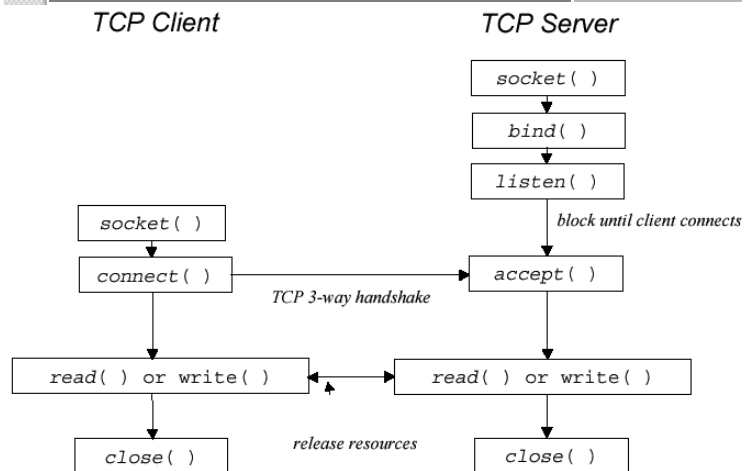 TCP Client
TCP Server
socket( )
bind( )
listen( )
block until client connects
socket( )
connect( )
accept( )
TCP 3-way handshake
read( ) or write( )
read( ) or write( )
release resources
close( )
close( )